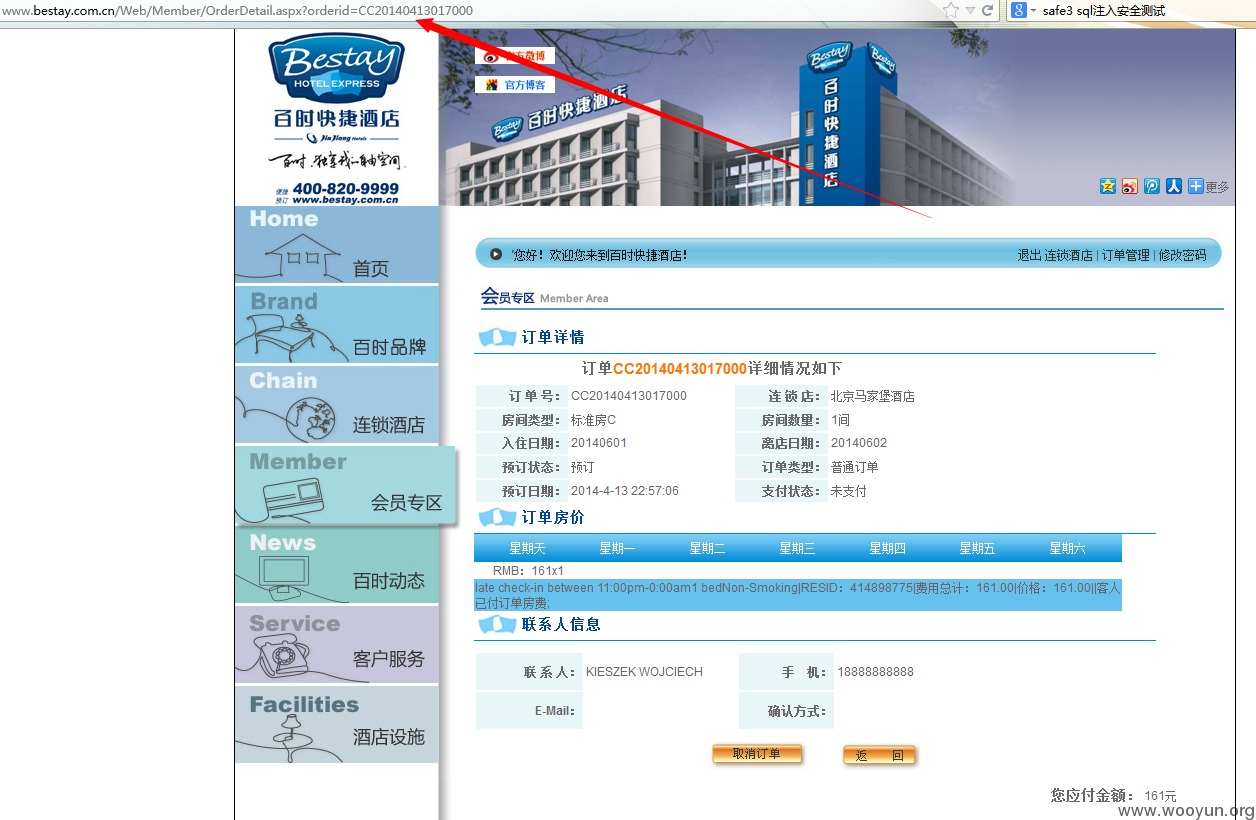 www.bestay.com.cn/Web/Member/OrderDetail.aspx?orderid=CC20140413017000
safe3 sql注入安全测试
Bestay
HOTEL EXPRESS
百时快捷酒店
JinJiang Hotels
百时.独享我的自由空间.
便捷预订 400-820-9999
www.bestay.com.cn
官方微博
官方博客
Bestay 百时快捷酒店
Bestay
Bestay
百时快捷酒店
更多
Home
首页
Brand
百时品牌
Chain
连锁酒店
Member
会员专区
News
百时动态
Service
客户服务
Facilities
酒店设施
'您好！欢迎您来到百时快捷酒店！
退出 连锁酒店 | 订单管理 | 修改密码
会员专区 Member Area
订单详情
订单CC20140413017000详细情况如下
订 单 号： CC20140413017000 连 锁 店： 北京马家堡酒店
房间类型： 标准房C 房间数量： 1间
入住日期： 20140601 离店日期： 20140602
预订状态： 预订 订单类型： 普通订单
预订日期： 2014-4-13 22:57:06 支付状态： 未支付
订单房价
星期天 星期一 星期二 星期三 星期四 星期五 星期六
RMB：161x1
late check-in between 11:00pm-0:00am1 bedNon-Smoking|RESID：414898775|费用总计：161.00|价格：161.00||客人
已付订单房费;
联系人信息
联 系 人： KIESZEK WOJCIECH 手 机： 18888888888
E-Mail： 确认方式：
取消订单 返 回
您应付金额： 161元
www.wooyun.org